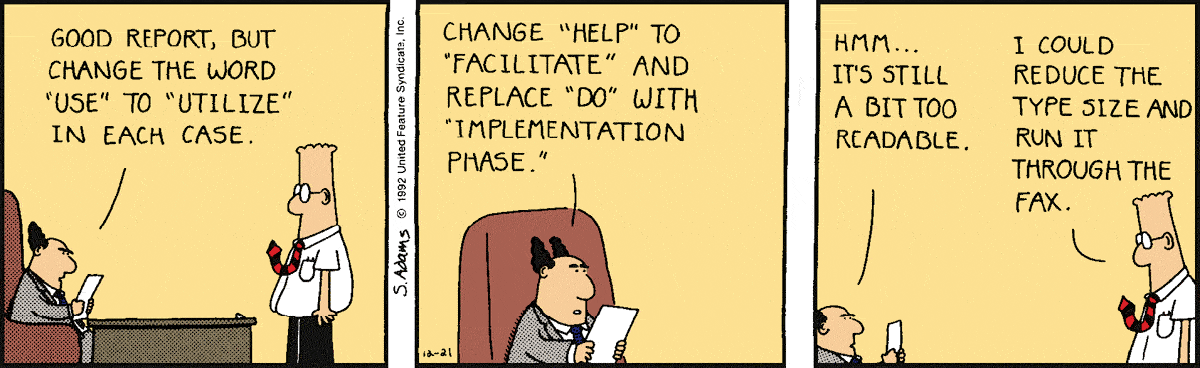 GOOD REPORT, BUT
CHANGE THE WORD
"USE" TO "UTILIZE"
IN EACH CASE.
S. Adams © 1992 United Feature Syndicate, Inc.
CHANGE "HELP" TO
"FACILITATE" AND
REPLACE "DO" WITH
"IMPLEMENTATION
PHASE."
12-21
HMM...
IT'S STILL
A BIT TOO
READABLE.
I COULD
REDUCE THE
TYPE SIZE AND
RUN IT
THROUGH THE
FAX.